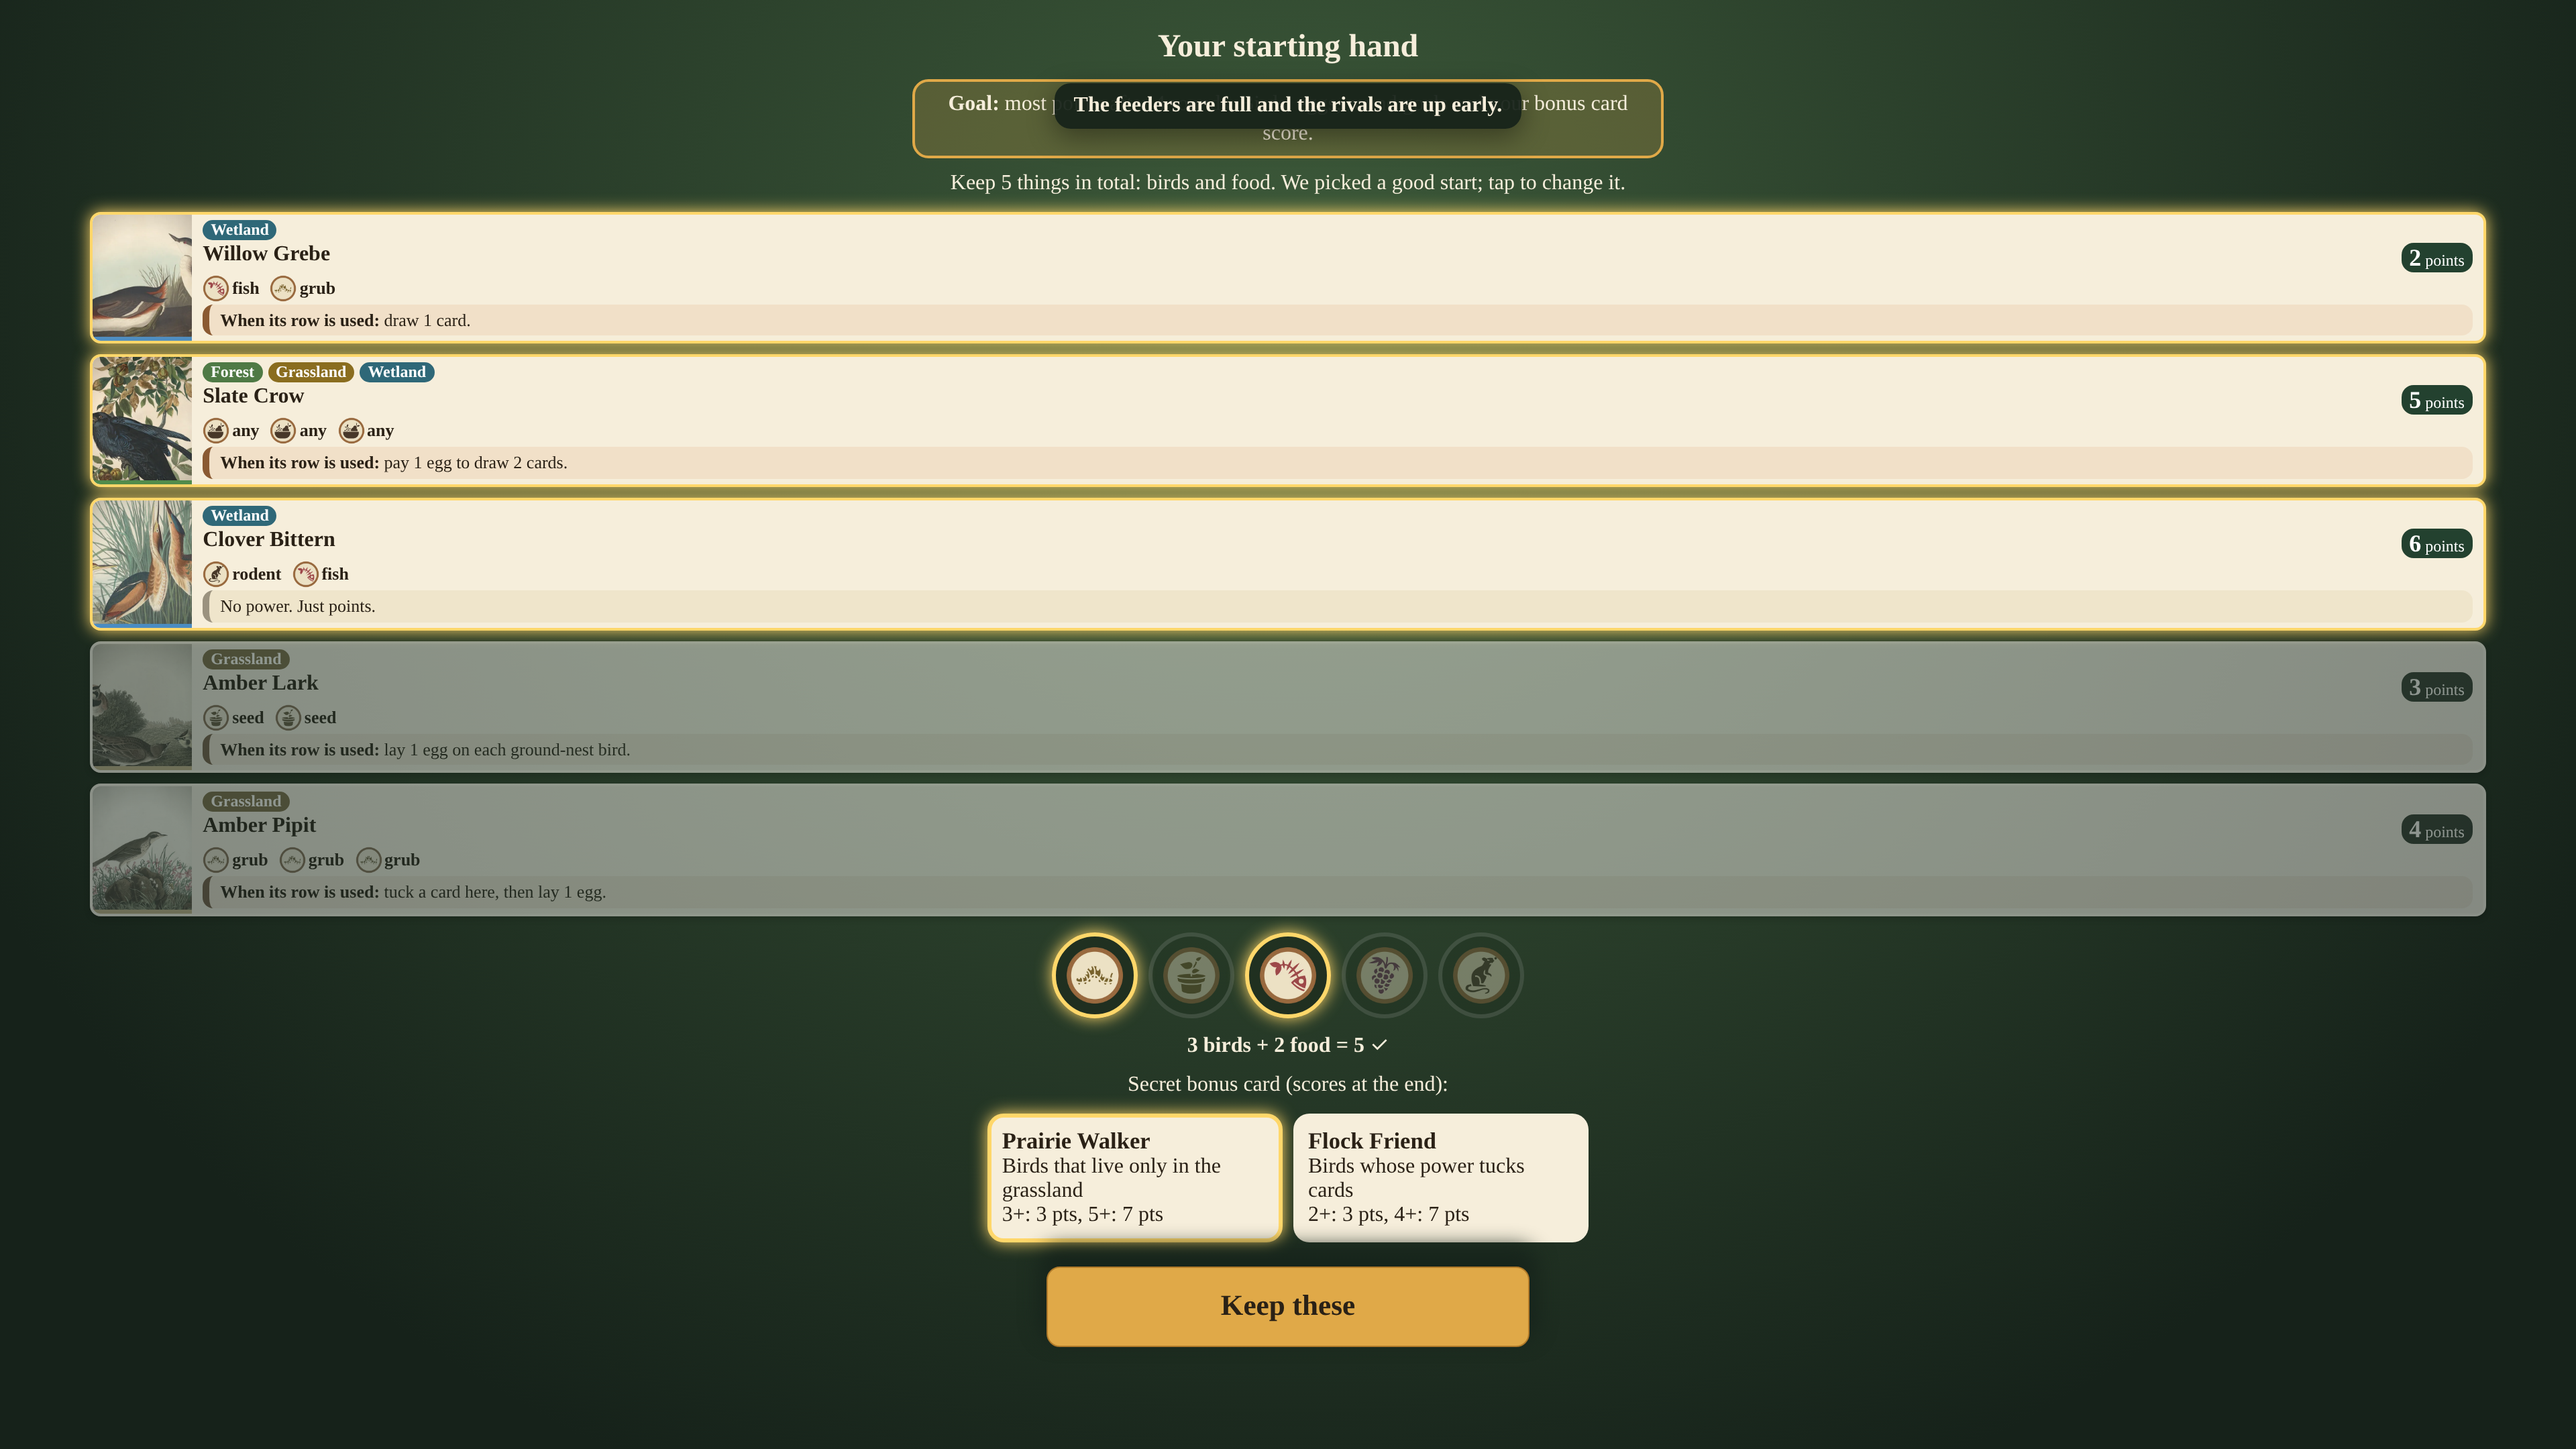 Your starting hand
Goal: most
The feeders are full and the rivals are up early.
bonus card
score.
Keep 5 things in total: birds and food. We picked a good start; tap to change it.
Wetland
Willow Grebe
fish grub
2 points
When its row is used: draw 1 card.
Forest Grassland Wetland
Slate Crow
any any any
5 points
When its row is used: pay 1 egg to draw 2 cards.
Wetland
Clover Bittern
rodent fish
6 points
No power. Just points.
Grassland
Amber Lark
seed seed
3 points
When its row is used: lay 1 egg on each ground-nest bird.
Grassland
Amber Pipit
grub grub grub
4 points
When its row is used: tuck a card here, then lay 1 egg.
3 birds + 2 food = 5 ✓
Secret bonus card (scores at the end):
Prairie Walker
Birds that live only in the
grassland
3+: 3 pts, 5+: 7 pts
Flock Friend
Birds whose power tucks
cards
2+: 3 pts, 4+: 7 pts
Keep these